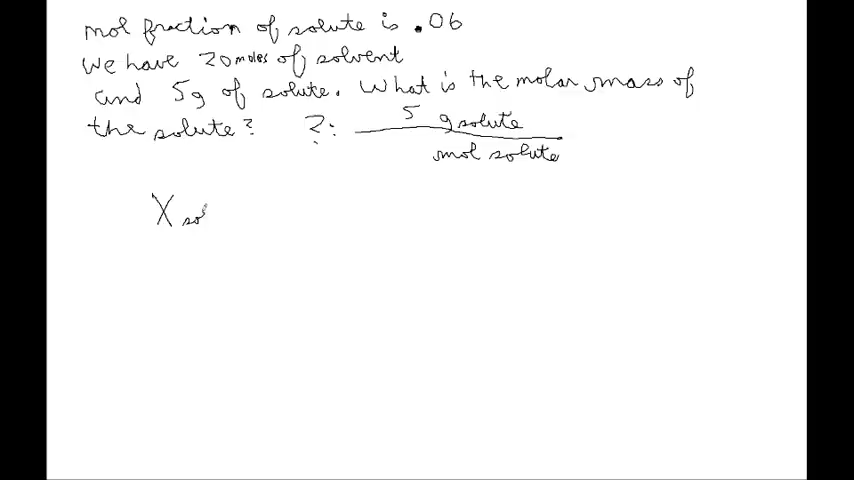 mol fraction of solute is .06
We have 20 moles of solvent
and 5g of solute. What is the molar mass of
the solute? ?: 5 g solute
mol solute
X so